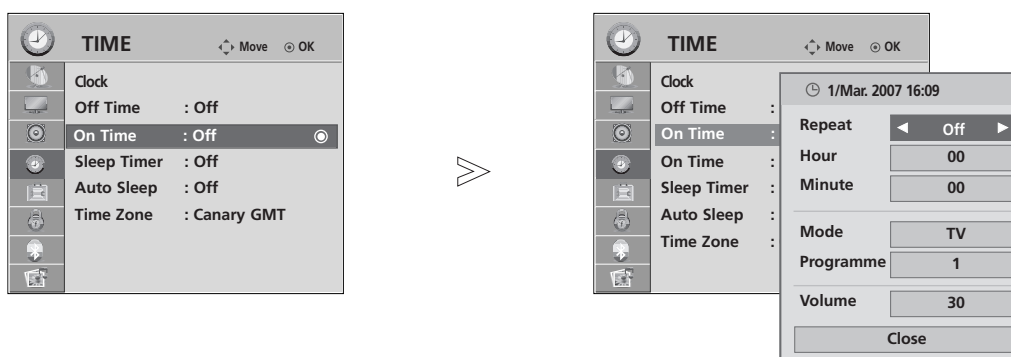 TIME Move OK
Clock
Off Time : Off
On Time : Off
Sleep Timer : Off
Auto Sleep : Off
Time Zone : Canary GMT
TIME Move OK
Clock
Off Time :
On Time :
On Time :
Sleep Timer :
Auto Sleep :
Time Zone :
1/Mar. 2007 16:09
Repeat ◀ Off ▶
Hour 00
Minute 00
Mode TV
Programme 1
Volume 30
Close